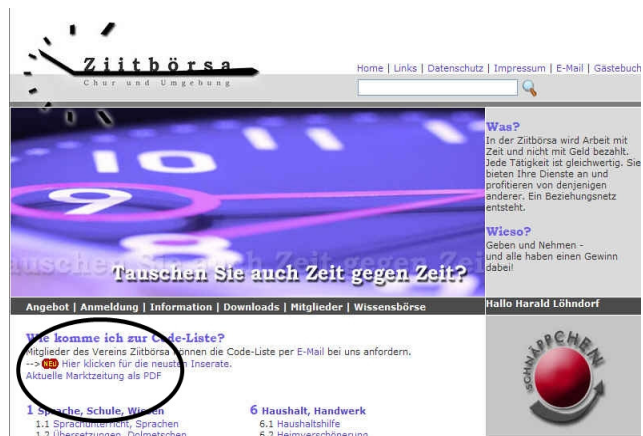 Ziitbörsa
Chur und Umgebung
Home | Links | Datenschutz | Impressum | E-Mail | Gästebuch
10
11
9
8
Tauschen Sie auch Zeit gegen Zeit?
Was?
In der Ziitbörsa wird Arbeit mit
Zeit und nicht mit Geld bezahlt.
Jede Tätigkeit ist gleichwertig. Sie
bieten Ihre Dienste an und
profitieren von denjenigen
anderer. Ein Beziehungsnetz
entsteht.
Wieso?
Geben und Nehmen -
und alle haben einen Gewinn
dabei!
Angebot | Anmeldung | Information | Downloads | Mitglieder | Wissensbörse
Hallo Harald Löhndorf
Wie komme ich zur Code-Liste?
Mitglieder des Vereins Ziitbörsa können die Code-Liste per E-Mail bei uns anfordern.
--> NEU Hier klicken für die neusten Inserate.
Aktuelle Marktzeitung als PDF
1 Sprache, Schule, Wissen
1.1 Sprachunterricht, Sprachen
1.2 Übersetzungen, Dolmetschen
6 Haushalt, Handwerk
6.1 Haushaltshilfe
6.2 Heimverschönerung
SCHNÄPPCHEN